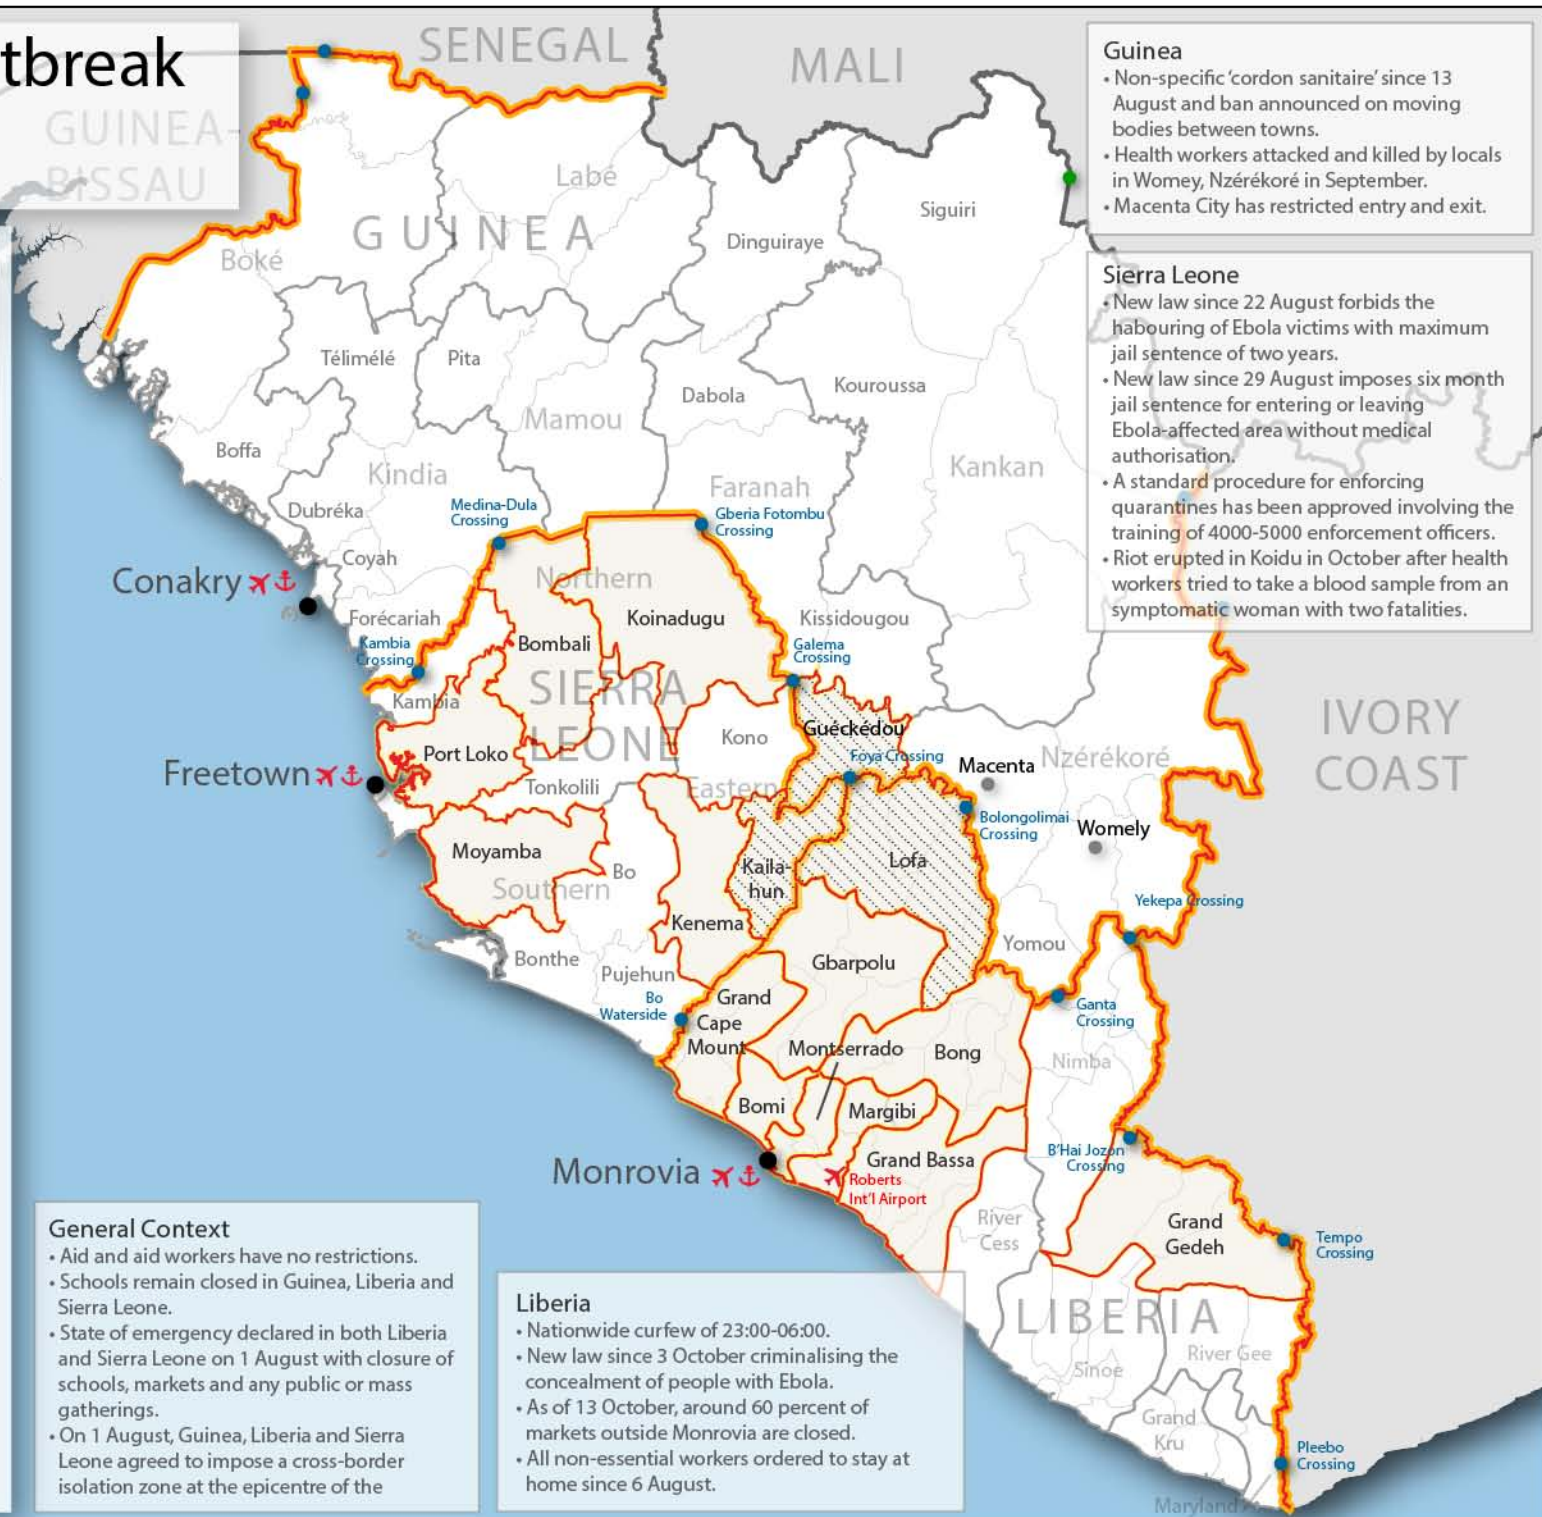 tbreak
SENEGAL
MALI
GUINEA-
BISSAU
GUINEA
Labé
Boké
Siguiri
Dinguiraye
Télimélé
Pita
Dabola
Kouroussa
Mamou
Boffa
Kindia
Kankan
Faranah
Dubréka
Medina-Dula
Crossing
Gberia Fotombu
Crossing
Coyah
Conakry
Northern
Forécariah
Koinadugu
Kissidougou
Kambia
Crossing
Bombali
Galema
Crossing
SIERRA
LEONE
Kambia
Port Loko
Kono
Guéckédou
Foya Crossing
Freetown
Tonkolili
Eastern
Macenta
Nzérékoré
IVORY
COAST
Bolongolimai
Crossing
Womely
Moyamba
Southern
Bo
Kaila-
hun
Lofa
Yekepa Crossing
Kenema
Yomou
Bonthe
Pujehun
Gbarpolu
Bo
Waterside
Grand
Cape
Mount
Ganta
Crossing
Montserrado
Bong
Nimba
Bomi
Margibi
Monrovia
Grand Bassa
Roberts
Int'l Airport
B'Hai Jozon
Crossing
River
Cess
Grand
Gedeh
Tempo
Crossing
LIBERIA
Sinoe
River Gee
Grand
Kru
Pleebo
Crossing
Maryland
Guinea
• Non-specific 'cordon sanitaire' since 13
August and ban announced on moving
bodies between towns.
• Health workers attacked and killed by locals
in Womey, Nzérékoré in September.
• Macenta City has restricted entry and exit.
Sierra Leone
• New law since 22 August forbids the
habouring of Ebola victims with maximum
jail sentence of two years.
• New law since 29 August imposes six month
jail sentence for entering or leaving
Ebola-affected area without medical
authorisation.
• A standard procedure for enforcing
quarantines has been approved involving the
training of 4000-5000 enforcement officers.
• Riot erupted in Koidu in October after health
workers tried to take a blood sample from an
symptomatic woman with two fatalities.
General Context
• Aid and aid workers have no restrictions.
• Schools remain closed in Guinea, Liberia and
Sierra Leone.
• State of emergency declared in both Liberia
and Sierra Leone on 1 August with closure of
schools, markets and any public or mass
gatherings.
• On 1 August, Guinea, Liberia and Sierra
Leone agreed to impose a cross-border
isolation zone at the epicentre of the
Liberia
• Nationwide curfew of 23:00-06:00.
• New law since 3 October criminalising the
concealment of people with Ebola.
• As of 13 October, around 60 percent of
markets outside Monrovia are closed.
• All non-essential workers ordered to stay at
home since 6 August.